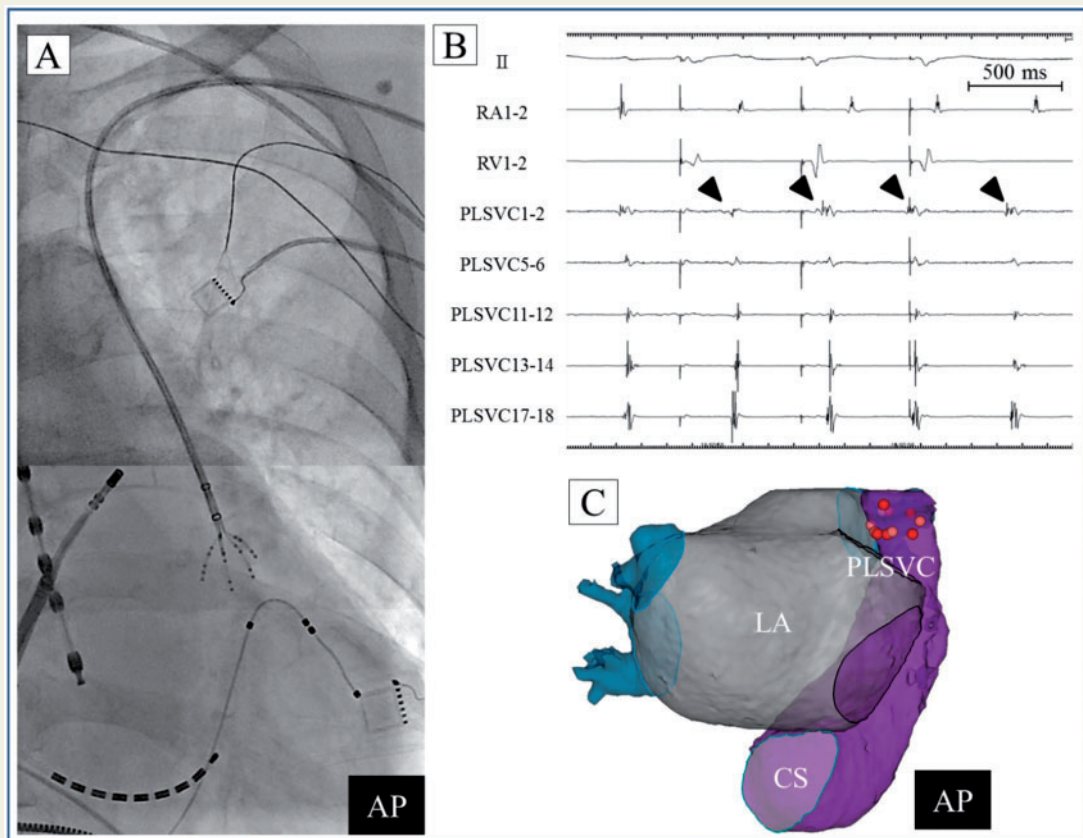 A
AP
B
II
500 ms
RA1-2
RV1-2
PLSVC1-2
PLSVC5-6
PLSVC11-12
PLSVC13-14
PLSVC17-18
C
PLSVC
LA
CS
AP